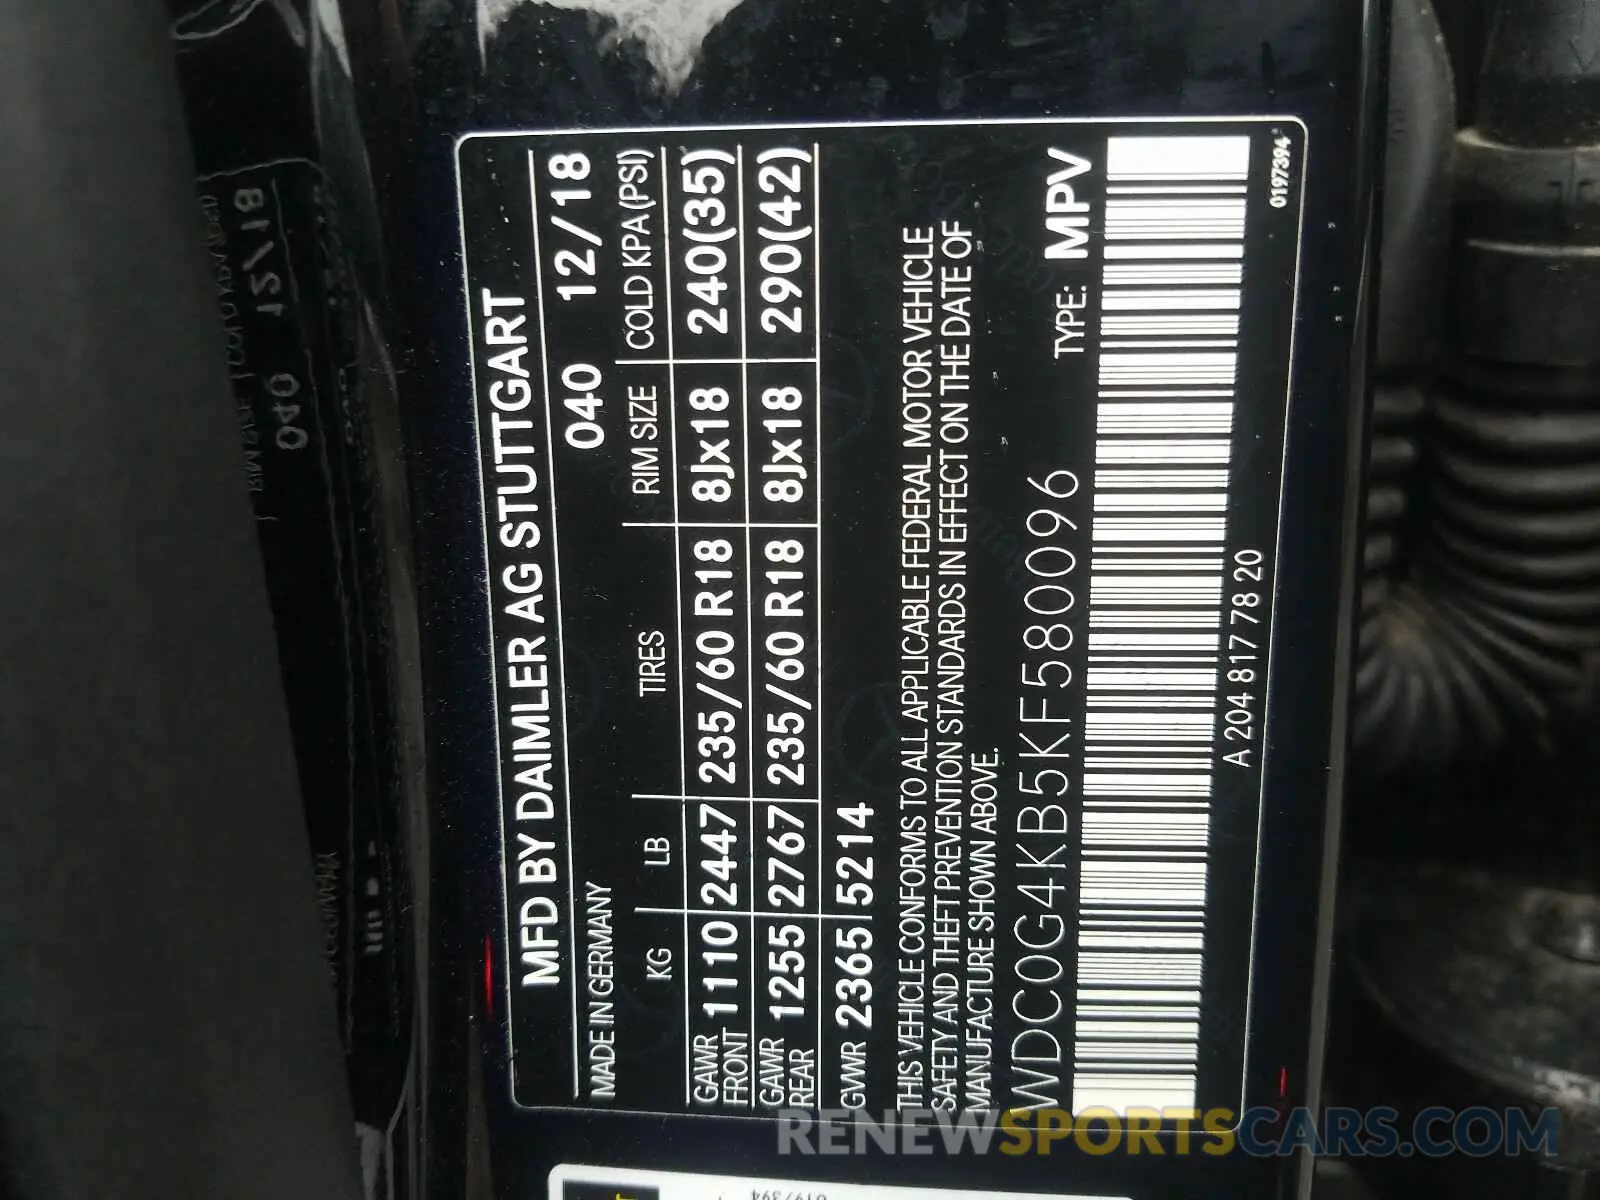 MFD BY DAIMLER AG STUTTGART
MADE IN GERMANY 040 12/18
KG LB TIRES RIM SIZE COLD KPA (PSI)
GAWR FRONT 1110 2447 235/60 R18 8Jx18 240(35)
GAWR REAR 1255 2767 235/60 R18 8Jx18 290(42)
GVWR 2365 5214
THIS VEHICLE CONFORMS TO ALL APPLICABLE FEDERAL MOTOR VEHICLE
SAFETY AND THEFT PREVENTION STANDARDS IN EFFECT ON THE DATE OF
MANUFACTURE SHOWN ABOVE.
WDC0G4KB5KF580096 TYPE: MPV
A 204 817 78 20
0197394
0197394
RENEWSPORTSCARS.COM